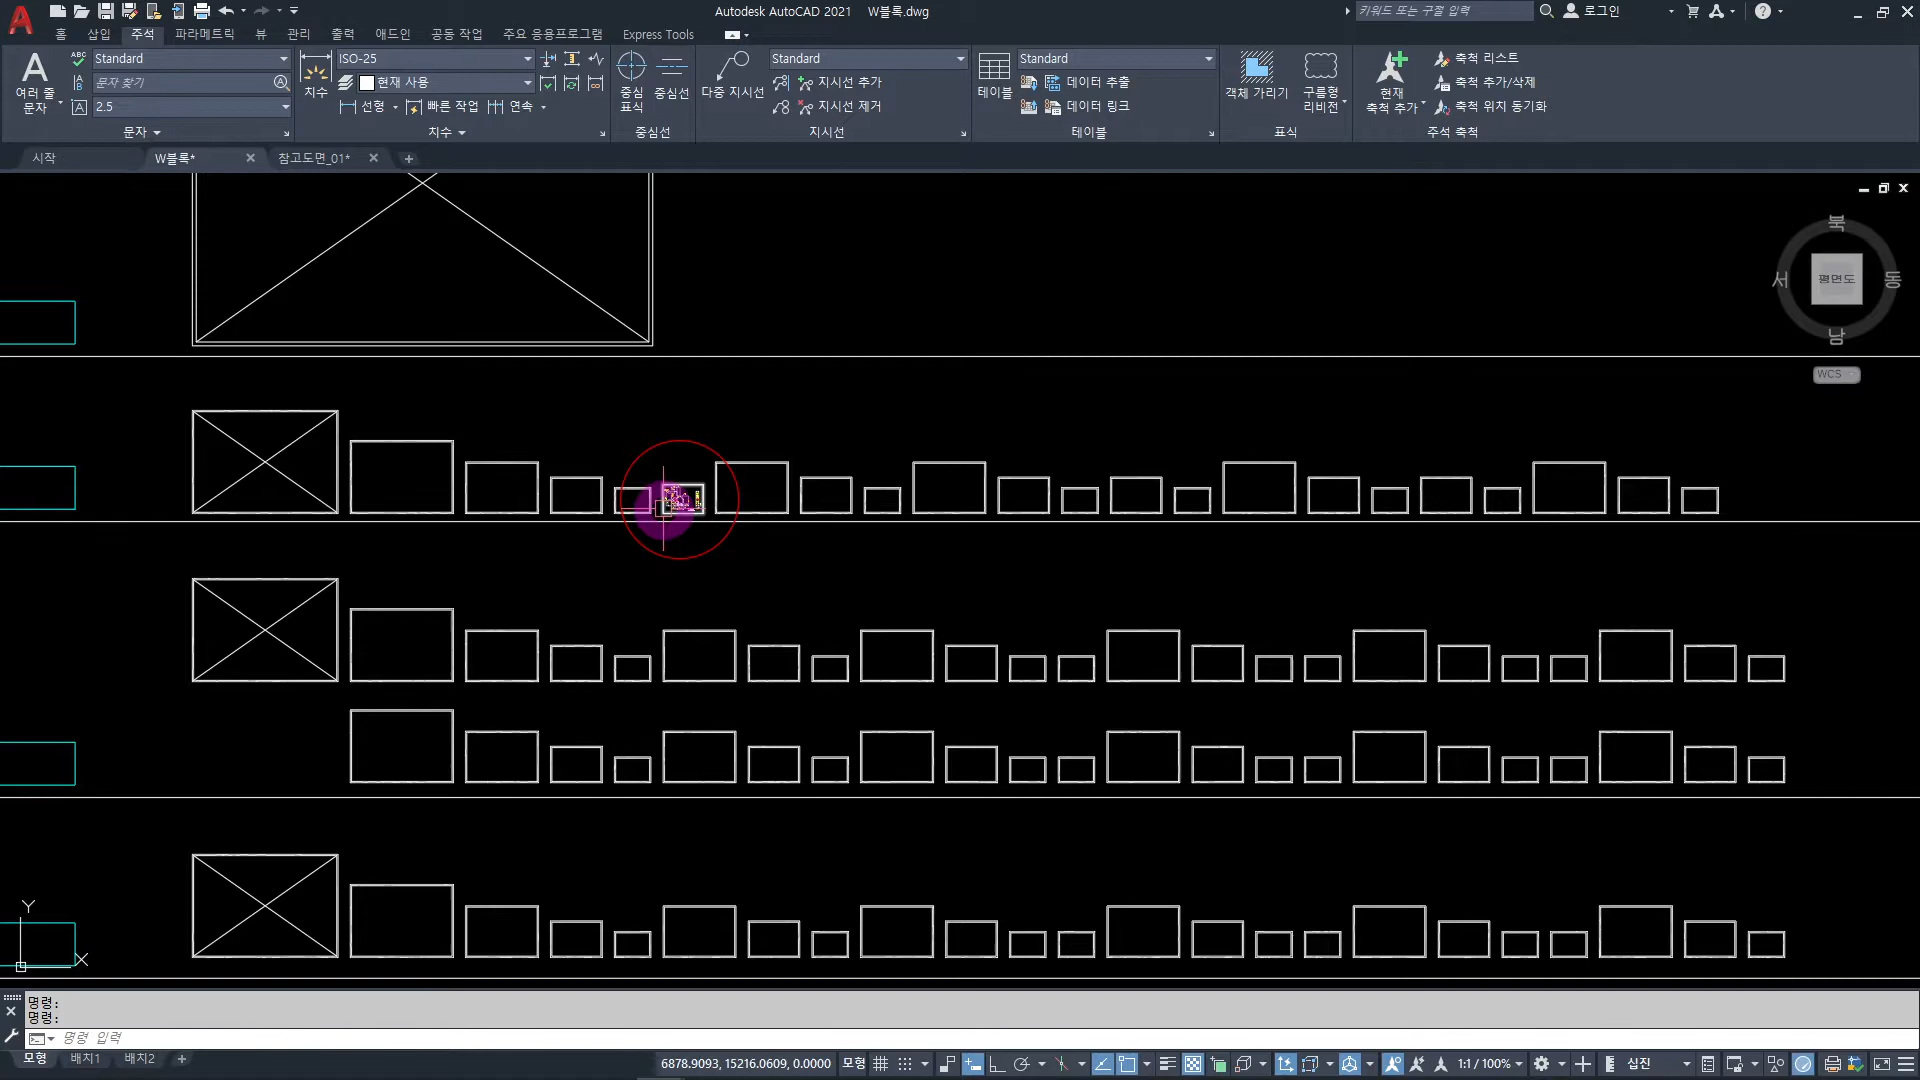 Autodesk AutoCAD 2021 W블록.dwg
키워드 또는 구절 입력
로그인
홈 삽입 주석 파라메트릭 뷰 관리 출력 애드인 공동 작업 주요 응용프로그램 Express Tools
여러 줄 문자
Standard
문자 찾기
2.5
문자
치수
ISO-25
현재 사용
선형 빠른 작업 연속
치수
중심 표식
중심선
중심선
다중 지시선
Standard
지시선 추가
지시선 제거
지시선
테이블
Standard
데이터 추출
데이터 링크
테이블
객체 가리기
구름형 리비전
표식
현재 축척 추가
축척 리스트
축척 추가/삭제
축척 위치 동기화
주석 축척
시작 W블록* 참고도면_01*
북
서 평면도 동
남
WCS
Y
X
명령:
명령:
명령 입력
모형 배치1 배치2
6878.9093, 15216.0609, 0.0000 모형 1:1 / 100% 십진